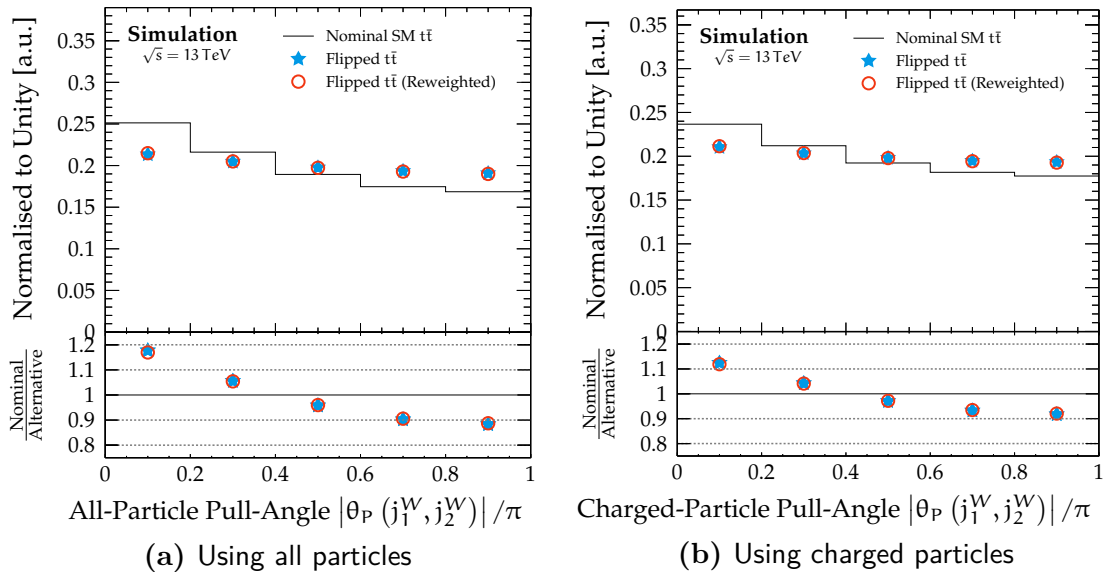 Simulation
√s = 13 TeV
Nominal SM tt̄
Flipped tt̄
Flipped tt̄ (Reweighted)
Normalised to Unity [a.u.]
0.35
0.3
0.25
0.2
0.15
0.1
0.05
0
Nominal
Alternative
1.2
1.1
1
0.9
0.8
0 0.2 0.4 0.6 0.8 1
All-Particle Pull-Angle |θP (j₁ᵂ, j₂ᵂ)| /π
(a) Using all particles
Simulation
√s = 13 TeV
Nominal SM tt̄
Flipped tt̄
Flipped tt̄ (Reweighted)
Normalised to Unity [a.u.]
0.35
0.3
0.25
0.2
0.15
0.1
0.05
0
Nominal
Alternative
1.2
1.1
1
0.9
0.8
0 0.2 0.4 0.6 0.8 1
Charged-Particle Pull-Angle |θP (j₁ᵂ, j₂ᵂ)| /π
(b) Using charged particles